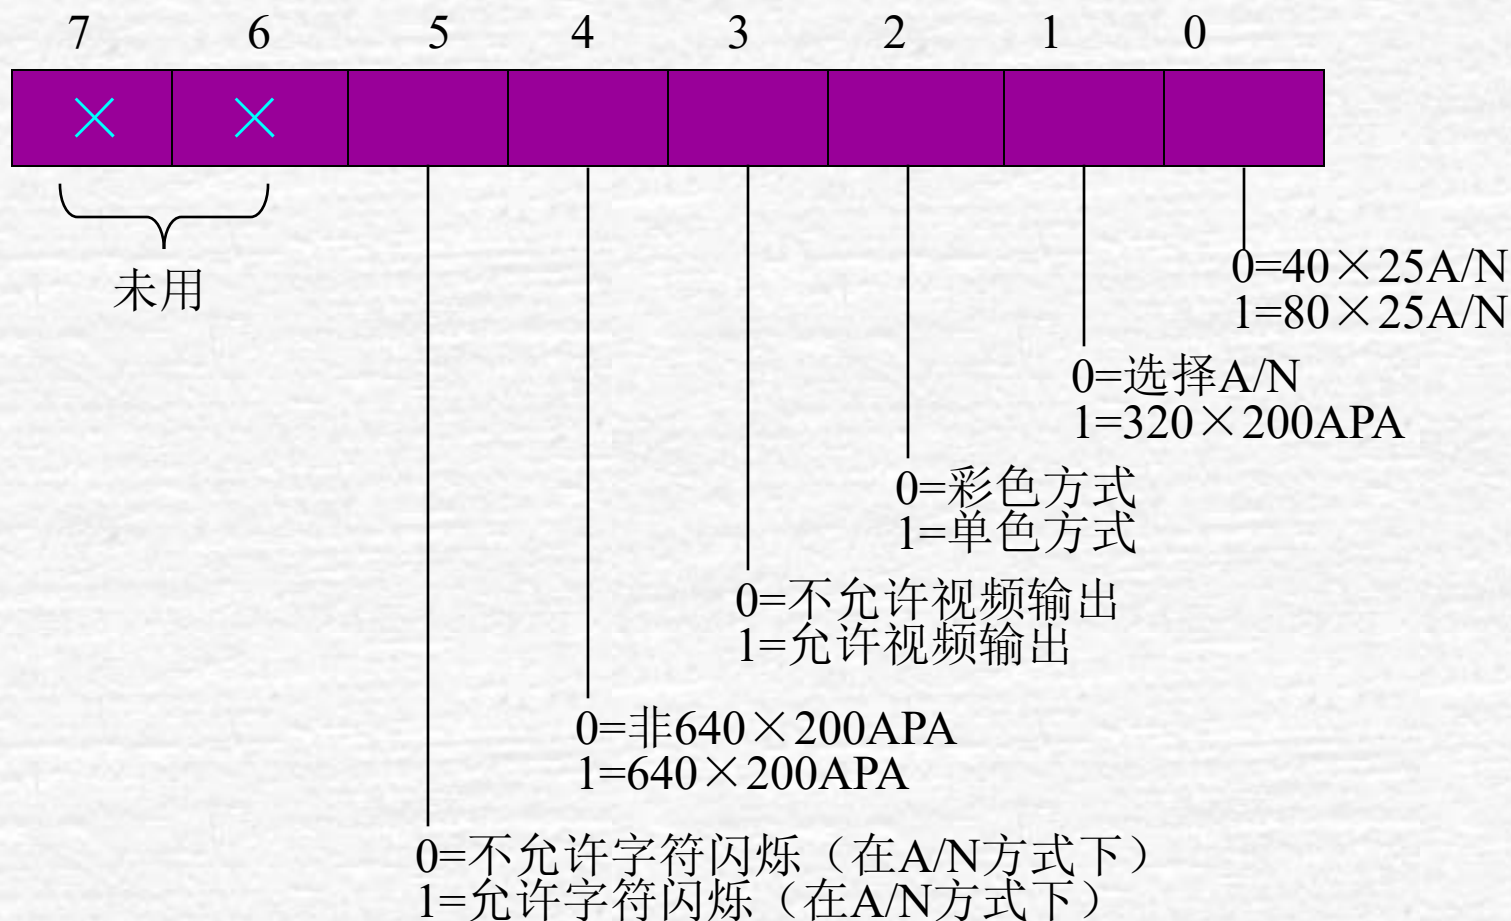 7 6 5 4 3 2 1 0
× ×
未用
0=40×25A/N
1=80×25A/N
0=选择A/N
1=320×200APA
0=彩色方式
1=单色方式
0=不允许视频输出
1=允许视频输出
0=非640×200APA
1=640×200APA
0=不允许字符闪烁（在A/N方式下）
1=允许字符闪烁（在A/N方式下）